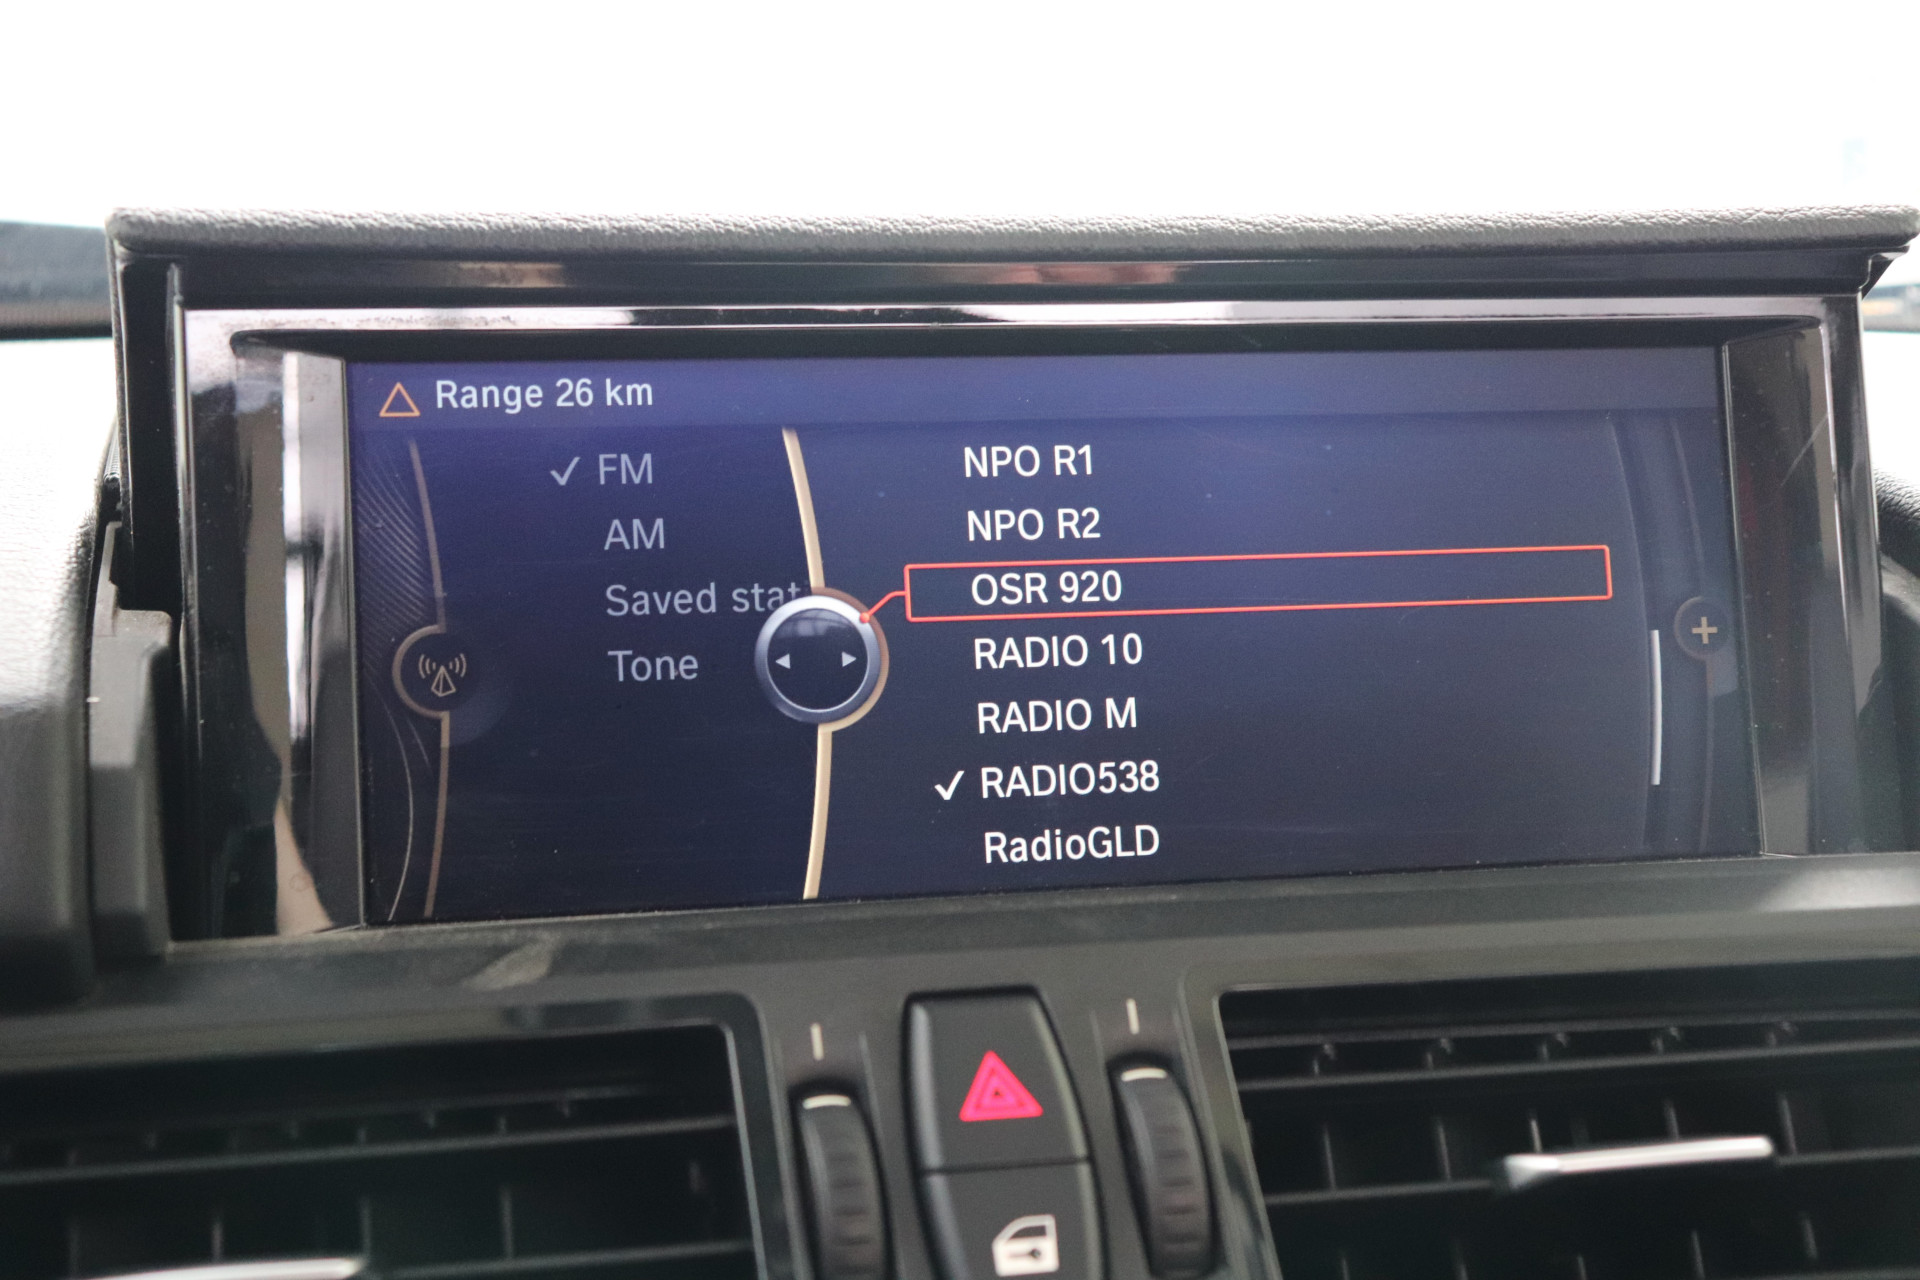 Range 26 km
✓ FM
AM
Saved stat
Tone
NPO R1
NPO R2
OSR 920
RADIO 10
RADIO M
✓ RADIO538
RadioGLD